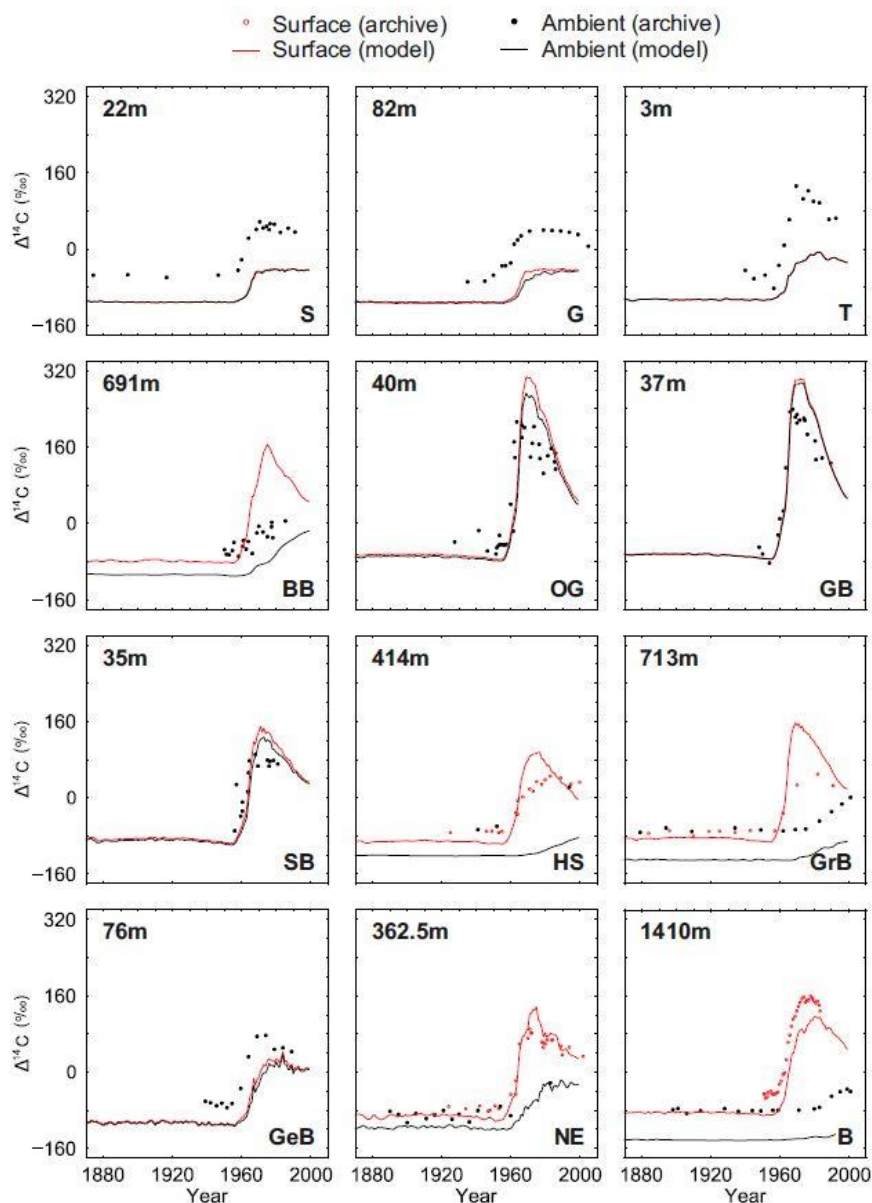 Surface (archive) Ambient (archive)
Surface (model) Ambient (model)
22m 82m 3m
320
160
0
−160
Δ¹⁴C (‰)
S G T
691m 40m 37m
320
160
0
−160
Δ¹⁴C (‰)
BB OG GB
35m 414m 713m
320
160
0
−160
Δ¹⁴C (‰)
SB HS GrB
76m 362.5m 1410m
320
160
0
−160
Δ¹⁴C (‰)
GeB NE B
1880 1920 1960 2000 1880 1920 1960 2000 1880 1920 1960 2000
Year Year Year